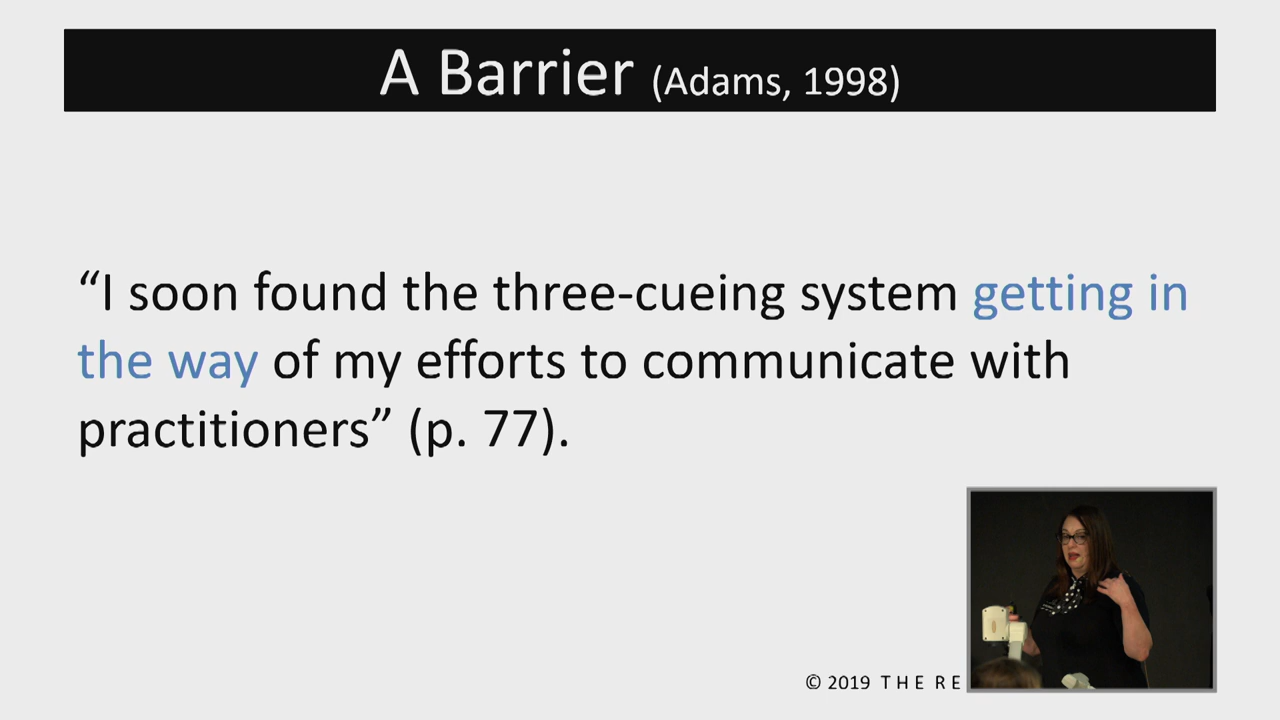 A Barrier (Adams, 1998)
“I soon found the three-cueing system getting in
the way of my efforts to communicate with
practitioners” (p. 77).
© 2019 THE RE